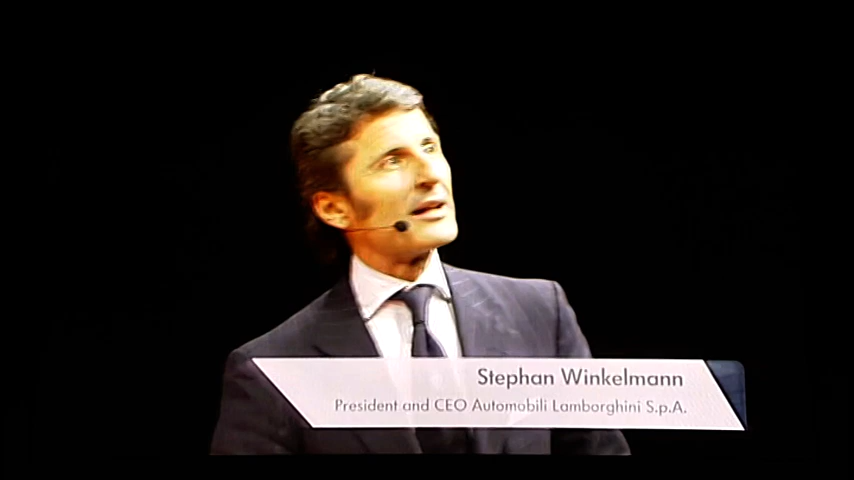 Stephan Winkelmann
President and CEO Automobili Lamborghini S.p.A.